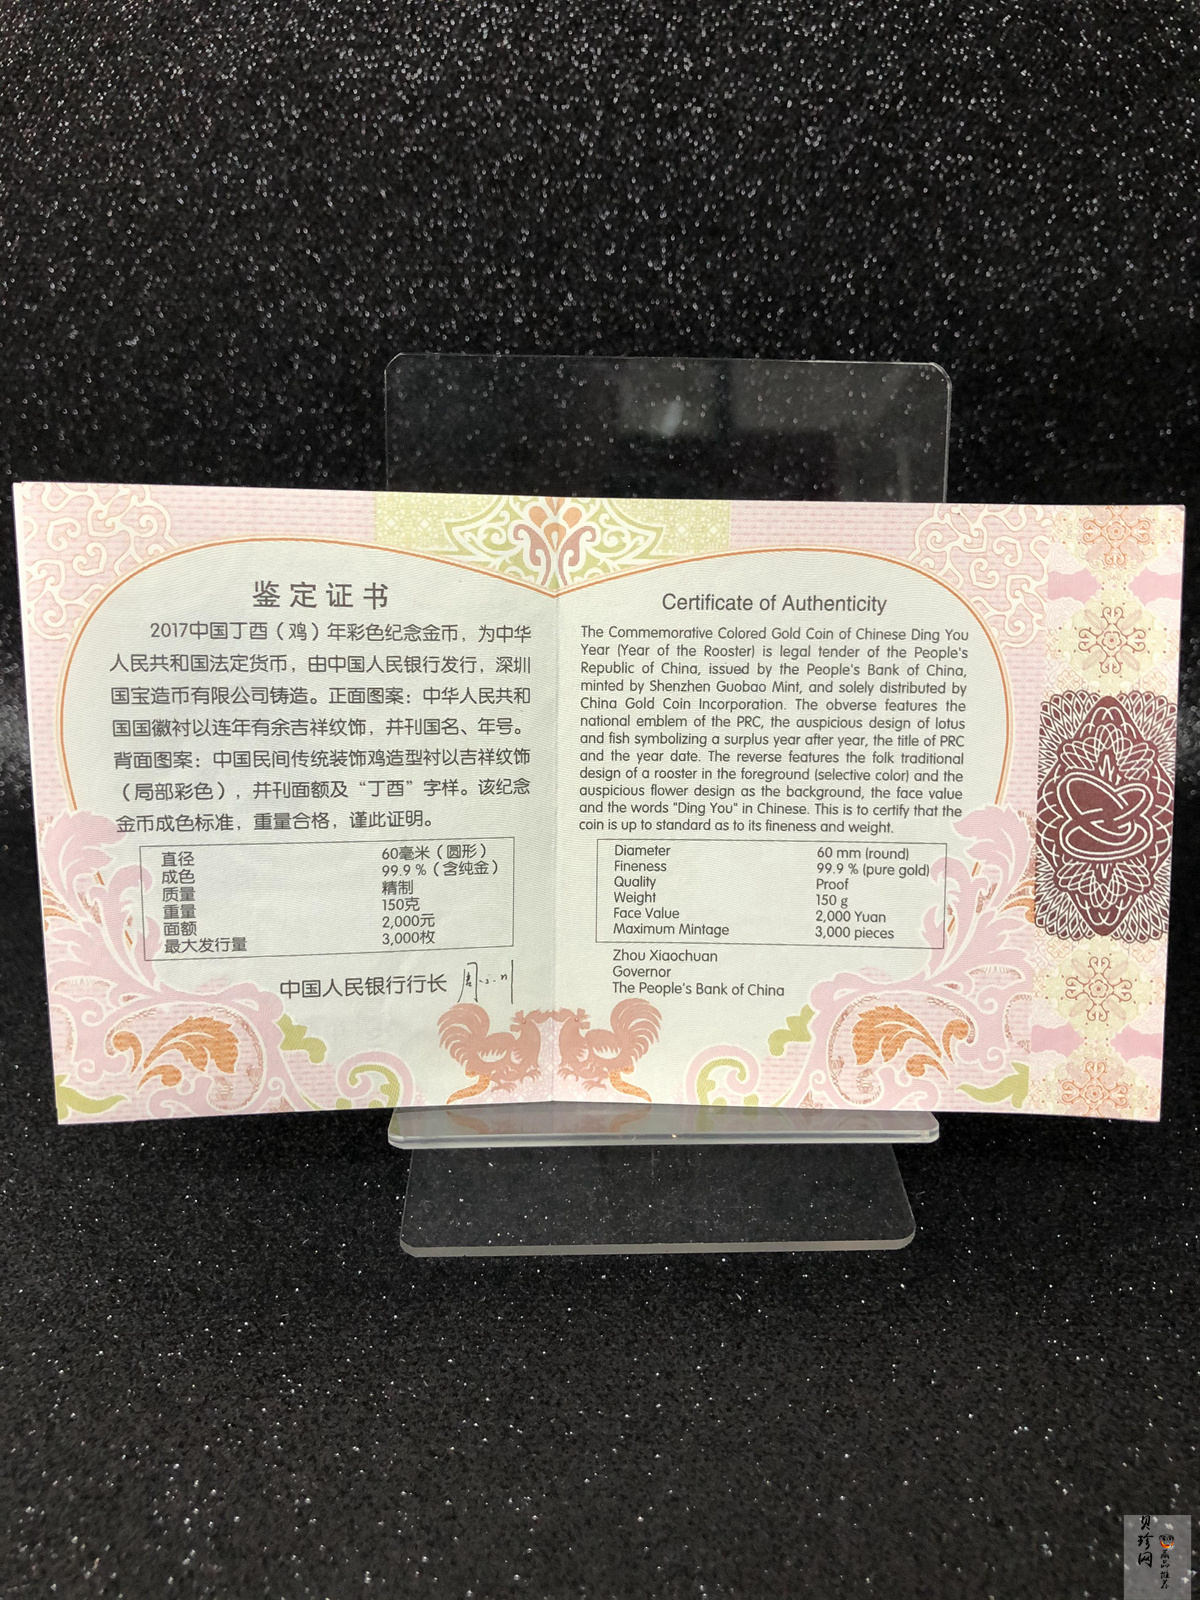 鉴定证书
2017中国丁酉（鸡）年彩色纪念金币，为中华
人民共和国法定货币，由中国人民银行发行，深圳
国宝造币有限公司铸造。正面图案：中华人民共和
国国徽衬以连年有余吉祥纹饰，并刊国名、年号。
背面图案：中国民间传统装饰鸡造型衬以吉祥纹饰
（局部彩色），并刊面额及“丁酉”字样。该纪念
金币成色标准，重量合格，谨此证明。
直径 60毫米（圆形）
成色 99.9％（含纯金）
质量 精制
重量 150克
面额 2,000元
最大发行量 3,000枚
中国人民银行行长
Certificate of Authenticity
The Commemorative Colored Gold Coin of Chinese Ding You
Year (Year of the Rooster) is legal tender of the People's
Republic of China, issued by the People's Bank of China,
minted by Shenzhen Guobao Mint, and solely distributed by
China Gold Coin Incorporation. The obverse features the
national emblem of the PRC, the auspicious design of lotus
and fish symbolizing a surplus year after year, the title of PRC
and the year date. The reverse features the folk traditional
design of a rooster in the foreground (selective color) and the
auspicious flower design as the background, the face value
and the words "Ding You" in Chinese. This is to certify that the
coin is up to standard as to its fineness and weight.
Diameter 60 mm (round)
Fineness 99.9 % (pure gold)
Quality Proof
Weight 150 g
Face Value 2,000 Yuan
Maximum Mintage 3,000 pieces
Zhou Xiaochuan
Governor
The People's Bank of China